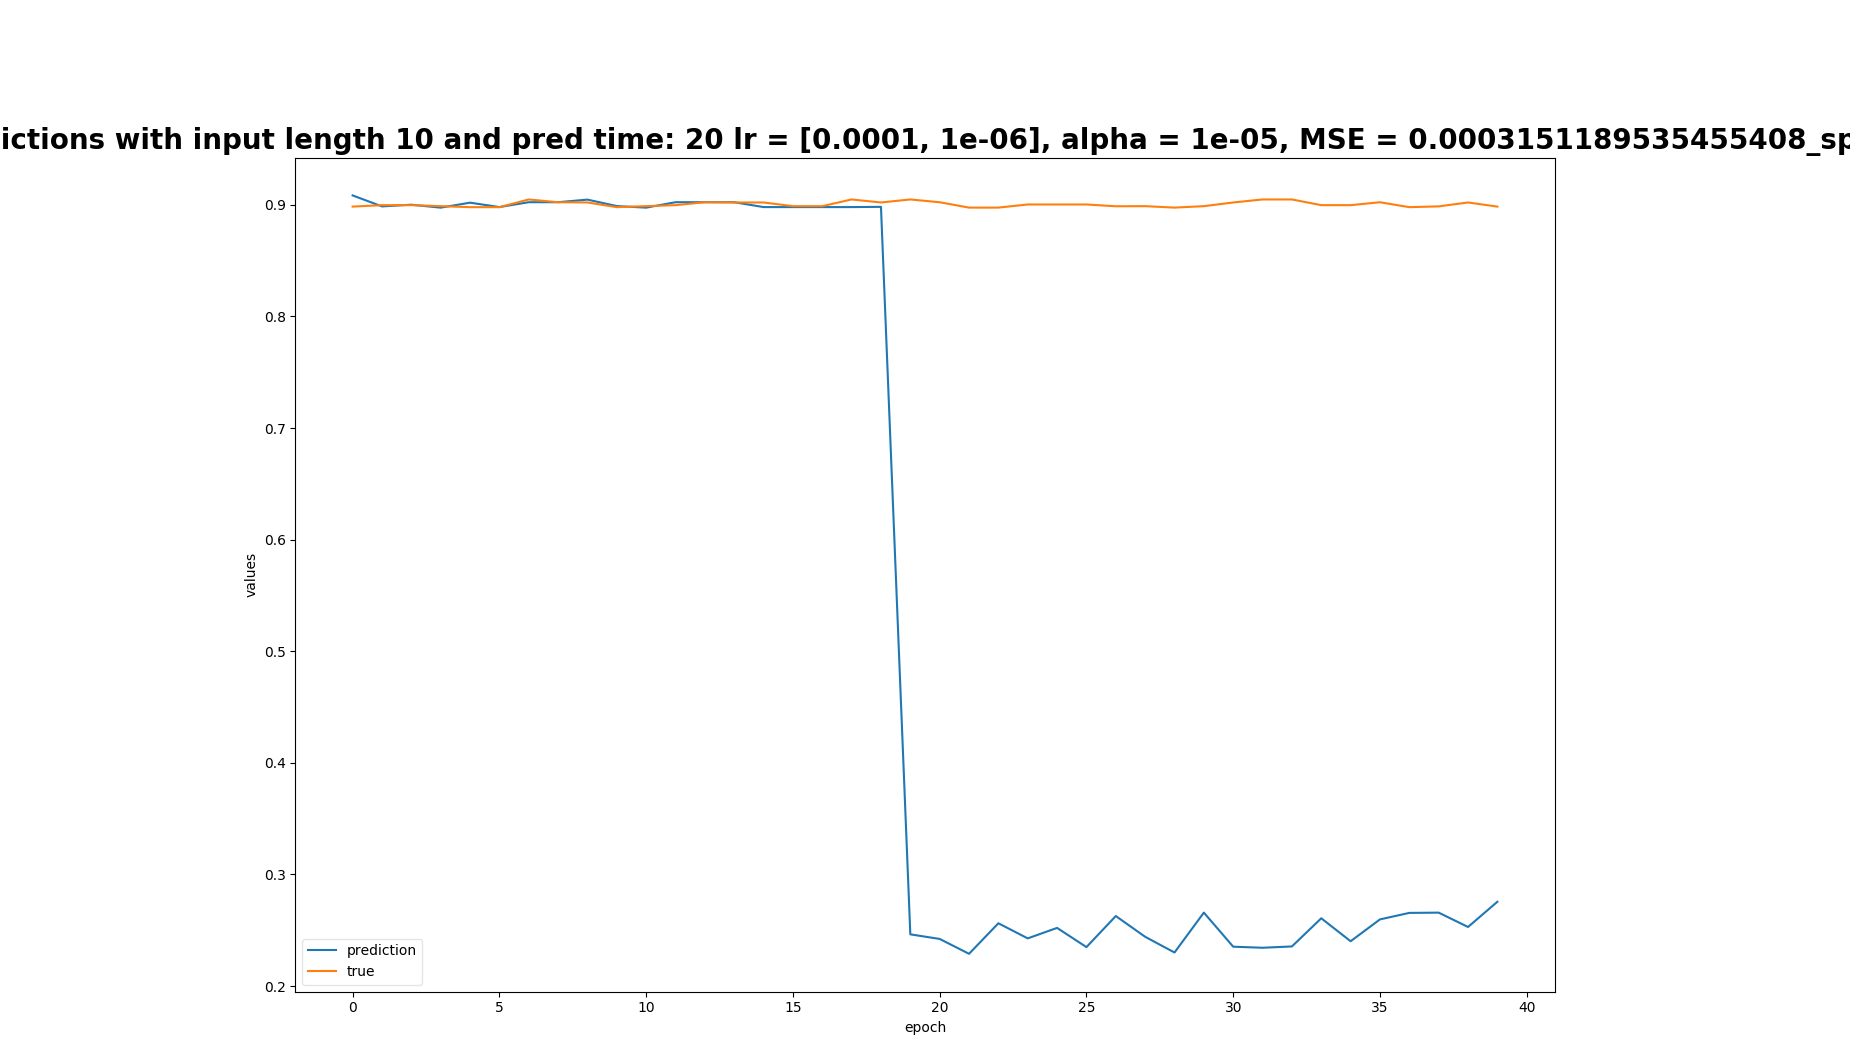 ictions with input length 10 and pred time: 20 lr = [0.0001, 1e-06], alpha = 1e-05, MSE = 0.0003151189535455408_sp
0.9
0.8
0.7
0.6
0.5
0.4
0.3
0.2
values
prediction
true
0 5 10 15 20 25 30 35 40
epoch